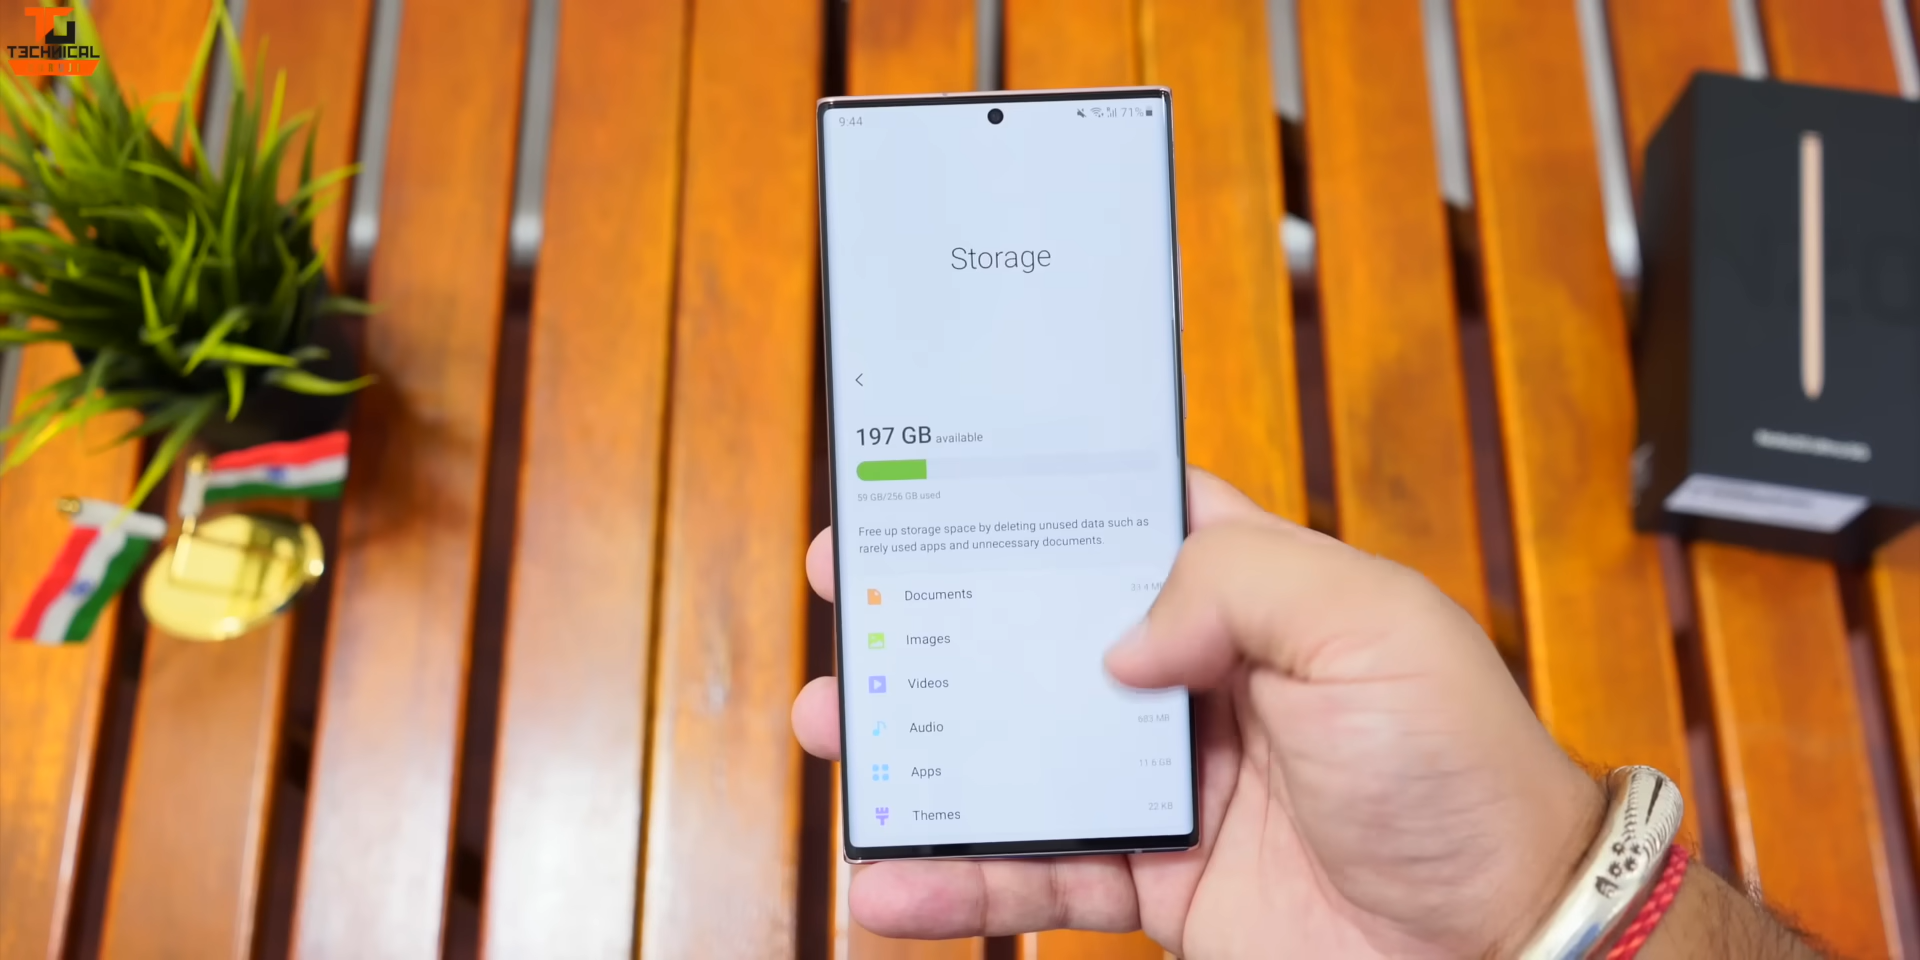 TECHNICAL
9:44
71%
Storage
197 GB available
59 GB/256 GB used
Free up storage space by deleting unused data such as
rarely used apps and unnecessary documents.
Documents
Images
Videos
Audio 683 MB
Apps 11.6 GB
Themes 22 KB